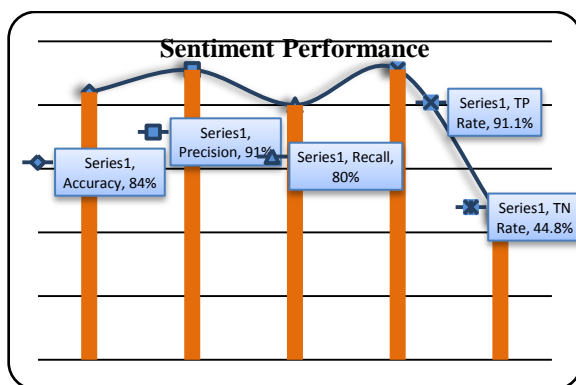 Sentiment Performance
Series1,
Accuracy, 84%
Series1,
Precision, 91%
Series1, Recall,
80%
Series1, TP
Rate, 91.1%
Series1, TN
Rate, 44.8%